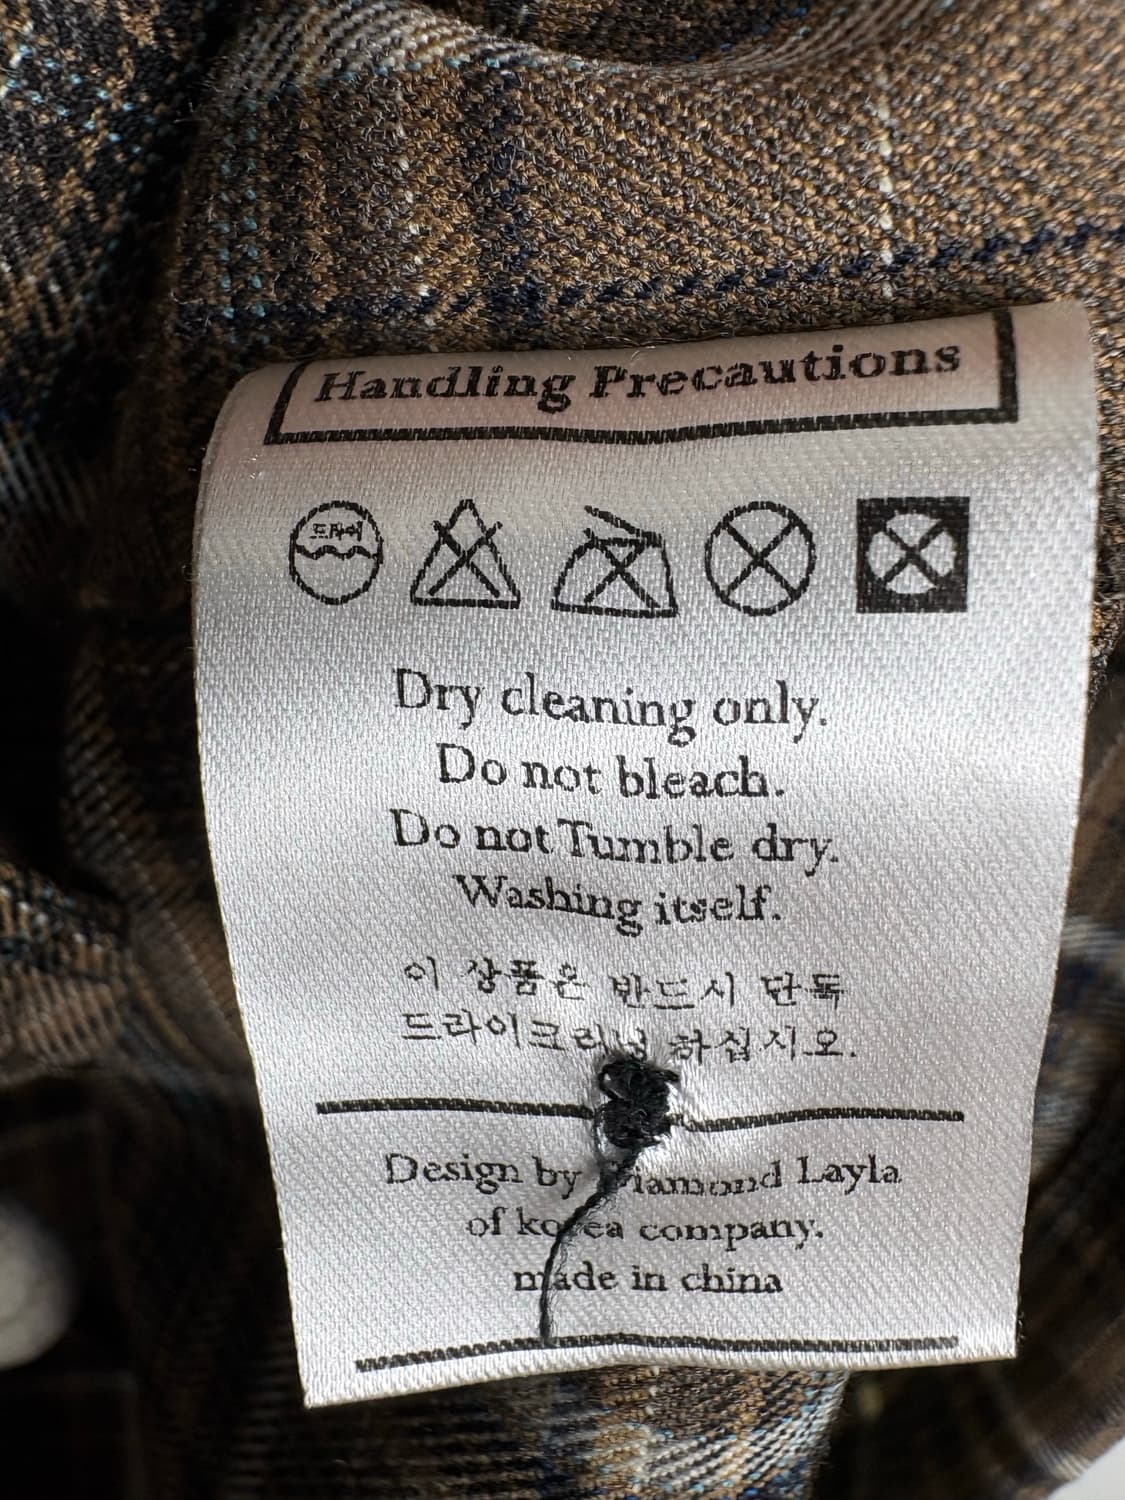 Handling Precautions
드라이
Dry cleaning only.
Do not bleach.
Do not Tumble dry.
Washing itself.
이 상품은 반드시 단독
드라이크리닝 하십시오.
Design by Diamond Layla
of korea company.
made in china